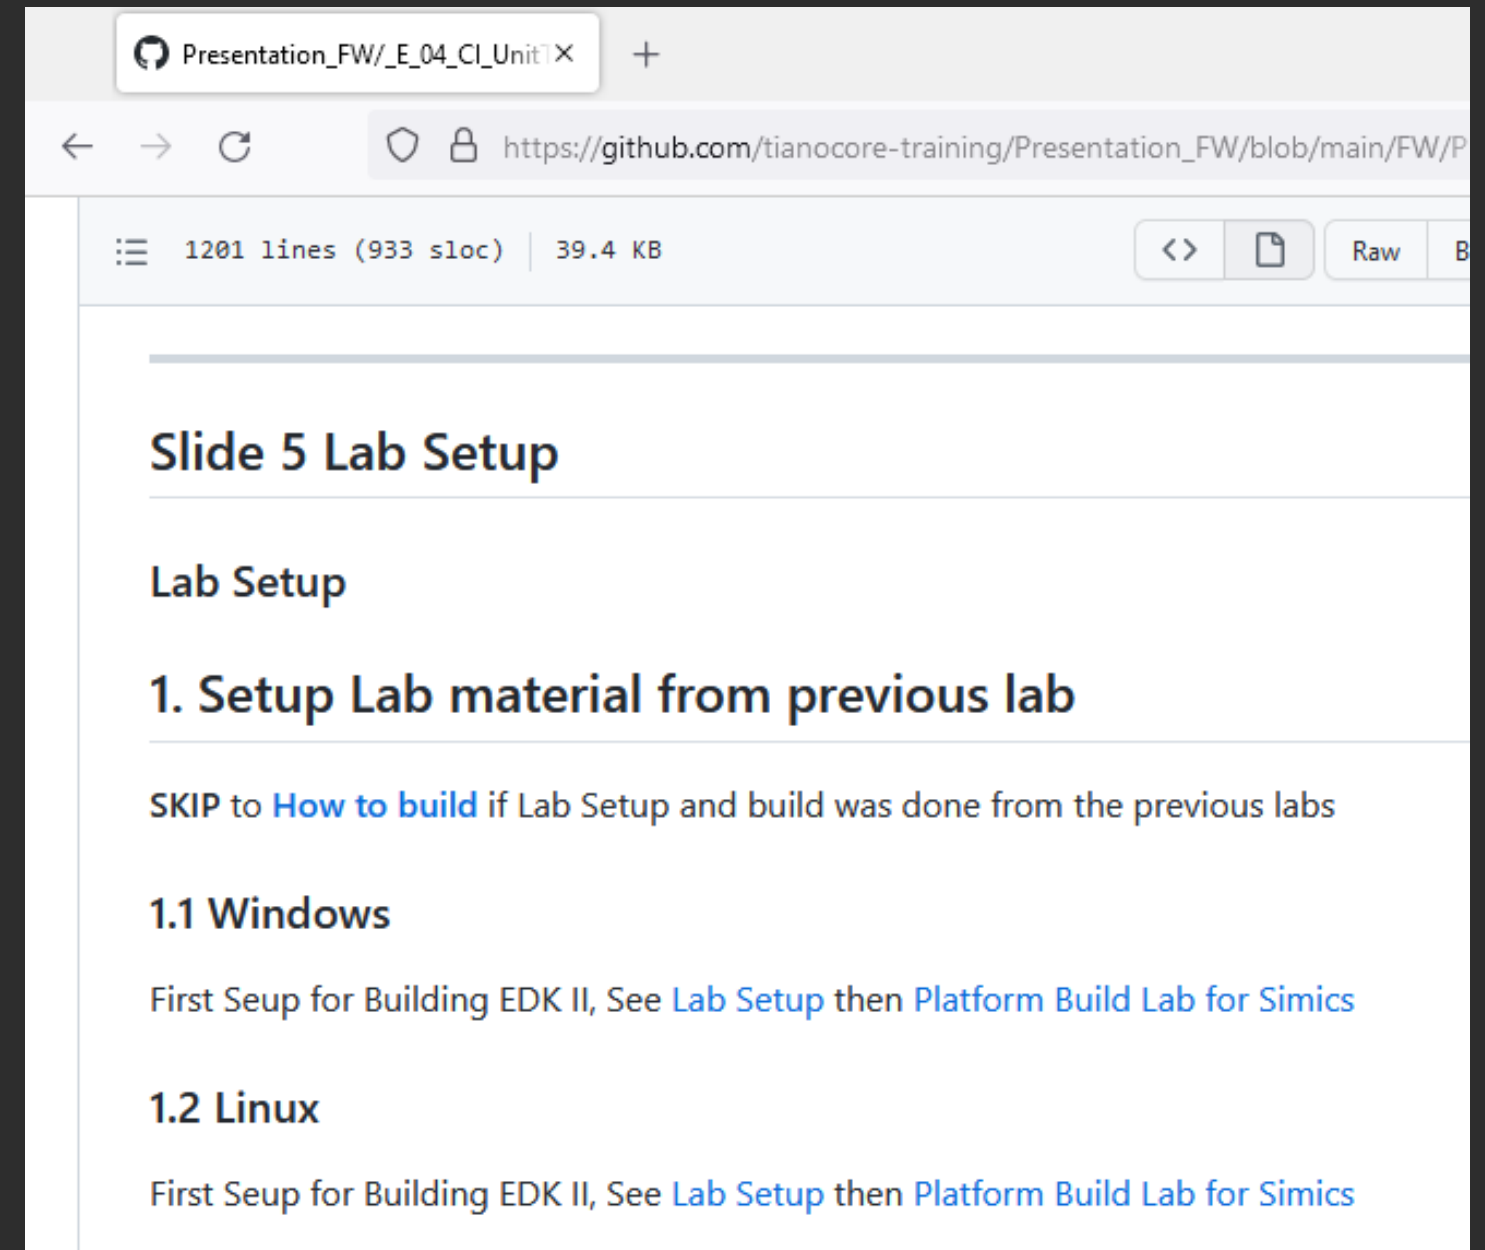 Presentation_FW/_E_04_CI_Unit
https://github.com/tianocore-training/Presentation_FW/blob/main/FW/P
1201 lines (933 sloc) 39.4 KB Raw B
Slide 5 Lab Setup
Lab Setup
1. Setup Lab material from previous lab
SKIP to How to build if Lab Setup and build was done from the previous labs
1.1 Windows
First Seup for Building EDK II, See Lab Setup then Platform Build Lab for Simics
1.2 Linux
First Seup for Building EDK II, See Lab Setup then Platform Build Lab for Simics